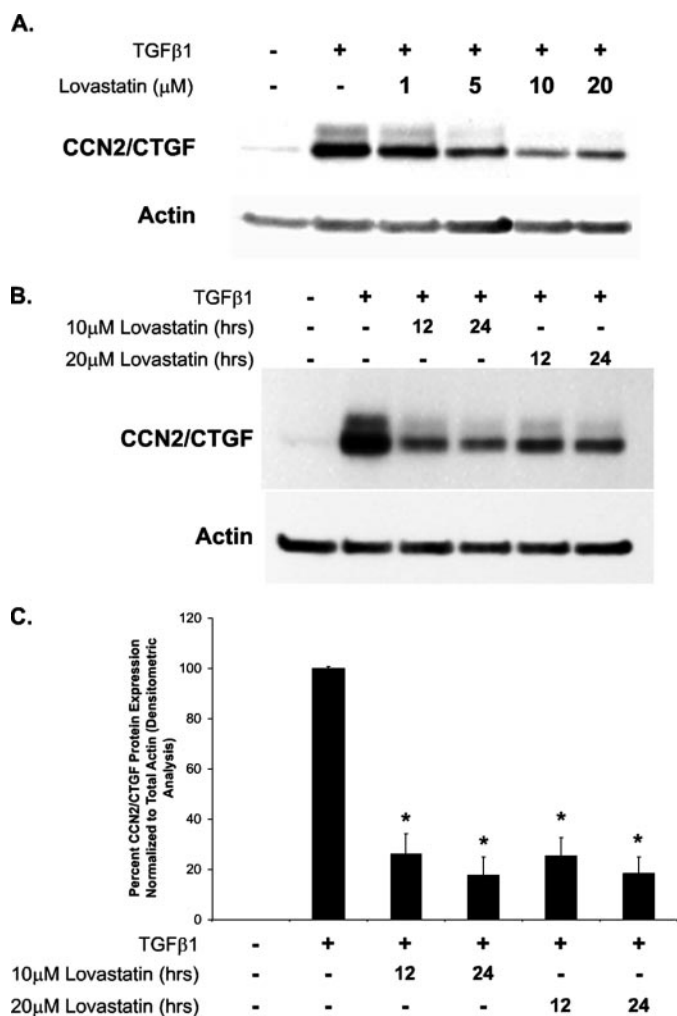 A.
TGFβ1 - + + + + +
Lovastatin (μM) - - 1 5 10 20
CCN2/CTGF
Actin
B.
TGFβ1 - + + + + +
10μM Lovastatin (hrs) - - 12 24 - -
20μM Lovastatin (hrs) - - - - 12 24
CCN2/CTGF
Actin
C.
Percent CCN2/CTGF Protein Expression
Normalized to Total Actin (Densitometric
Analysis)
120
100
80
60
40
20
0
* * * *
TGFβ1 - + + + + +
10μM Lovastatin (hrs) - - 12 24 - -
20μM Lovastatin (hrs) - - - - 12 24